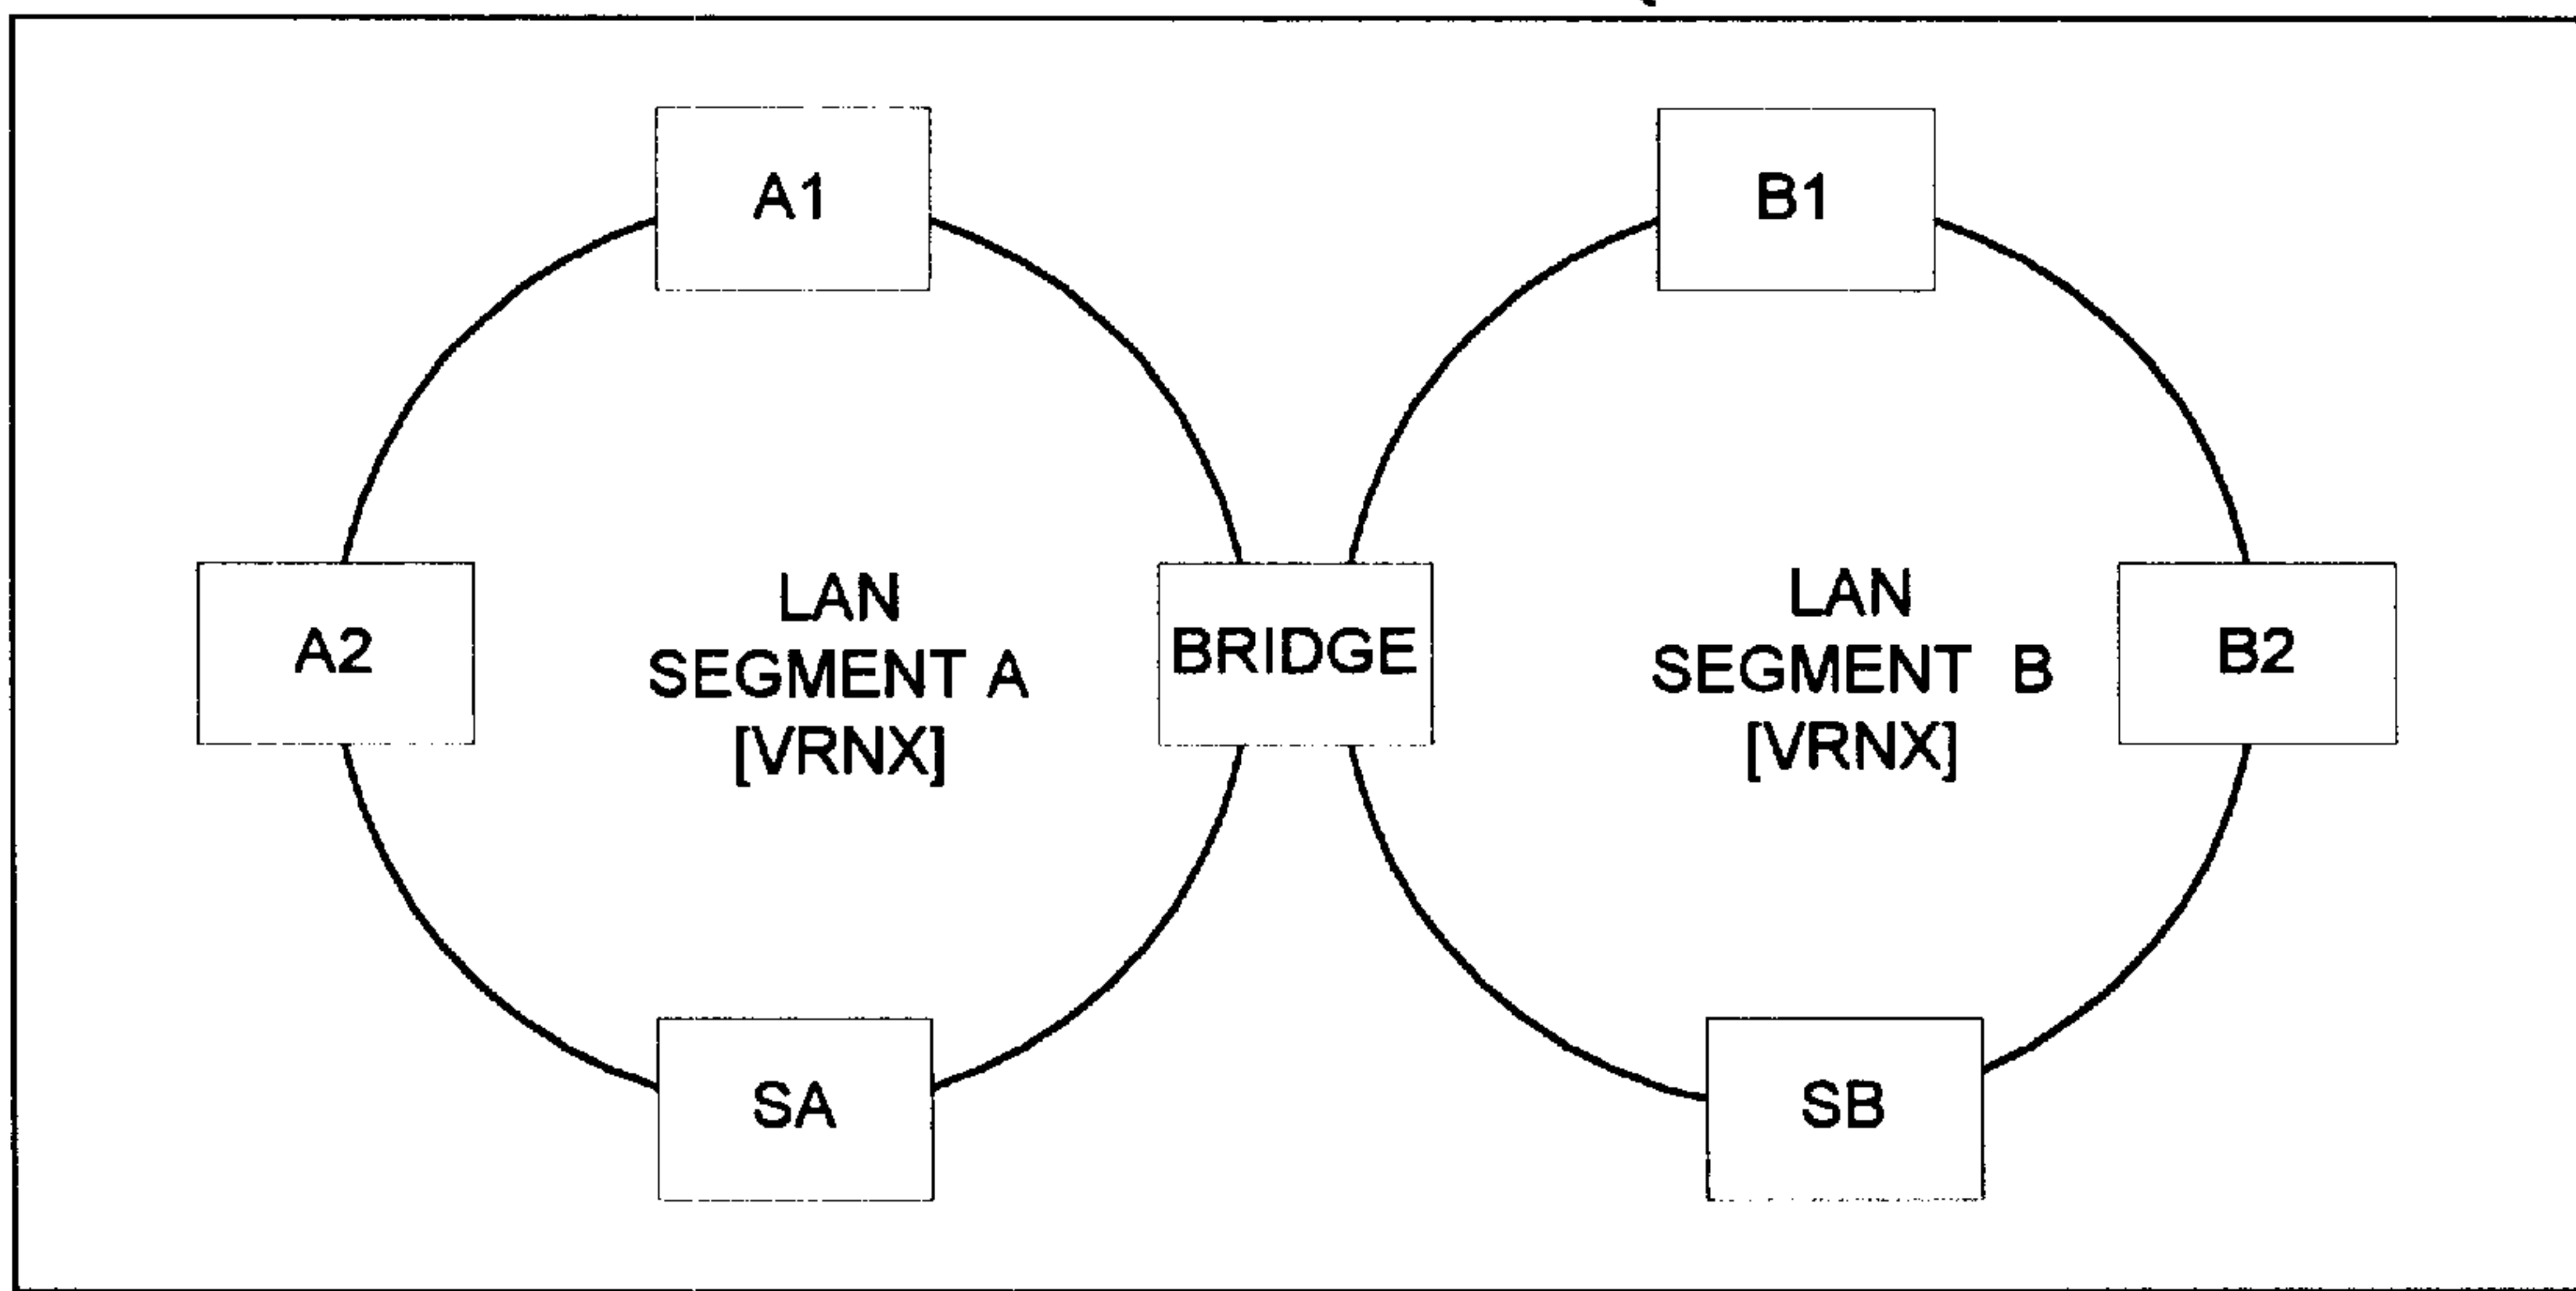 A1
B1
A2
LAN
SEGMENT A
[VRNX]
BRIDGE
LAN
SEGMENT B
[VRNX]
B2
SA
SB